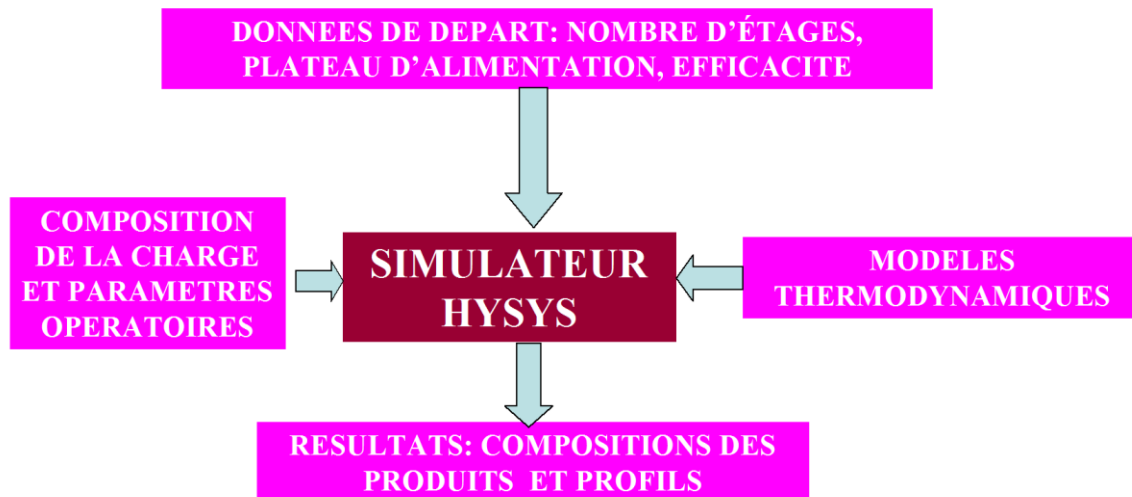 DONNEES DE DEPART: NOMBRE D'ÉTAGES,
PLATEAU D'ALIMENTATION, EFFICACITE
COMPOSITION
DE LA CHARGE
ET PARAMETRES
OPERATOIRES
SIMULATEUR
HYSYS
MODELES
THERMODYNAMIQUES
RESULTATS: COMPOSITIONS DES
PRODUITS ET PROFILS